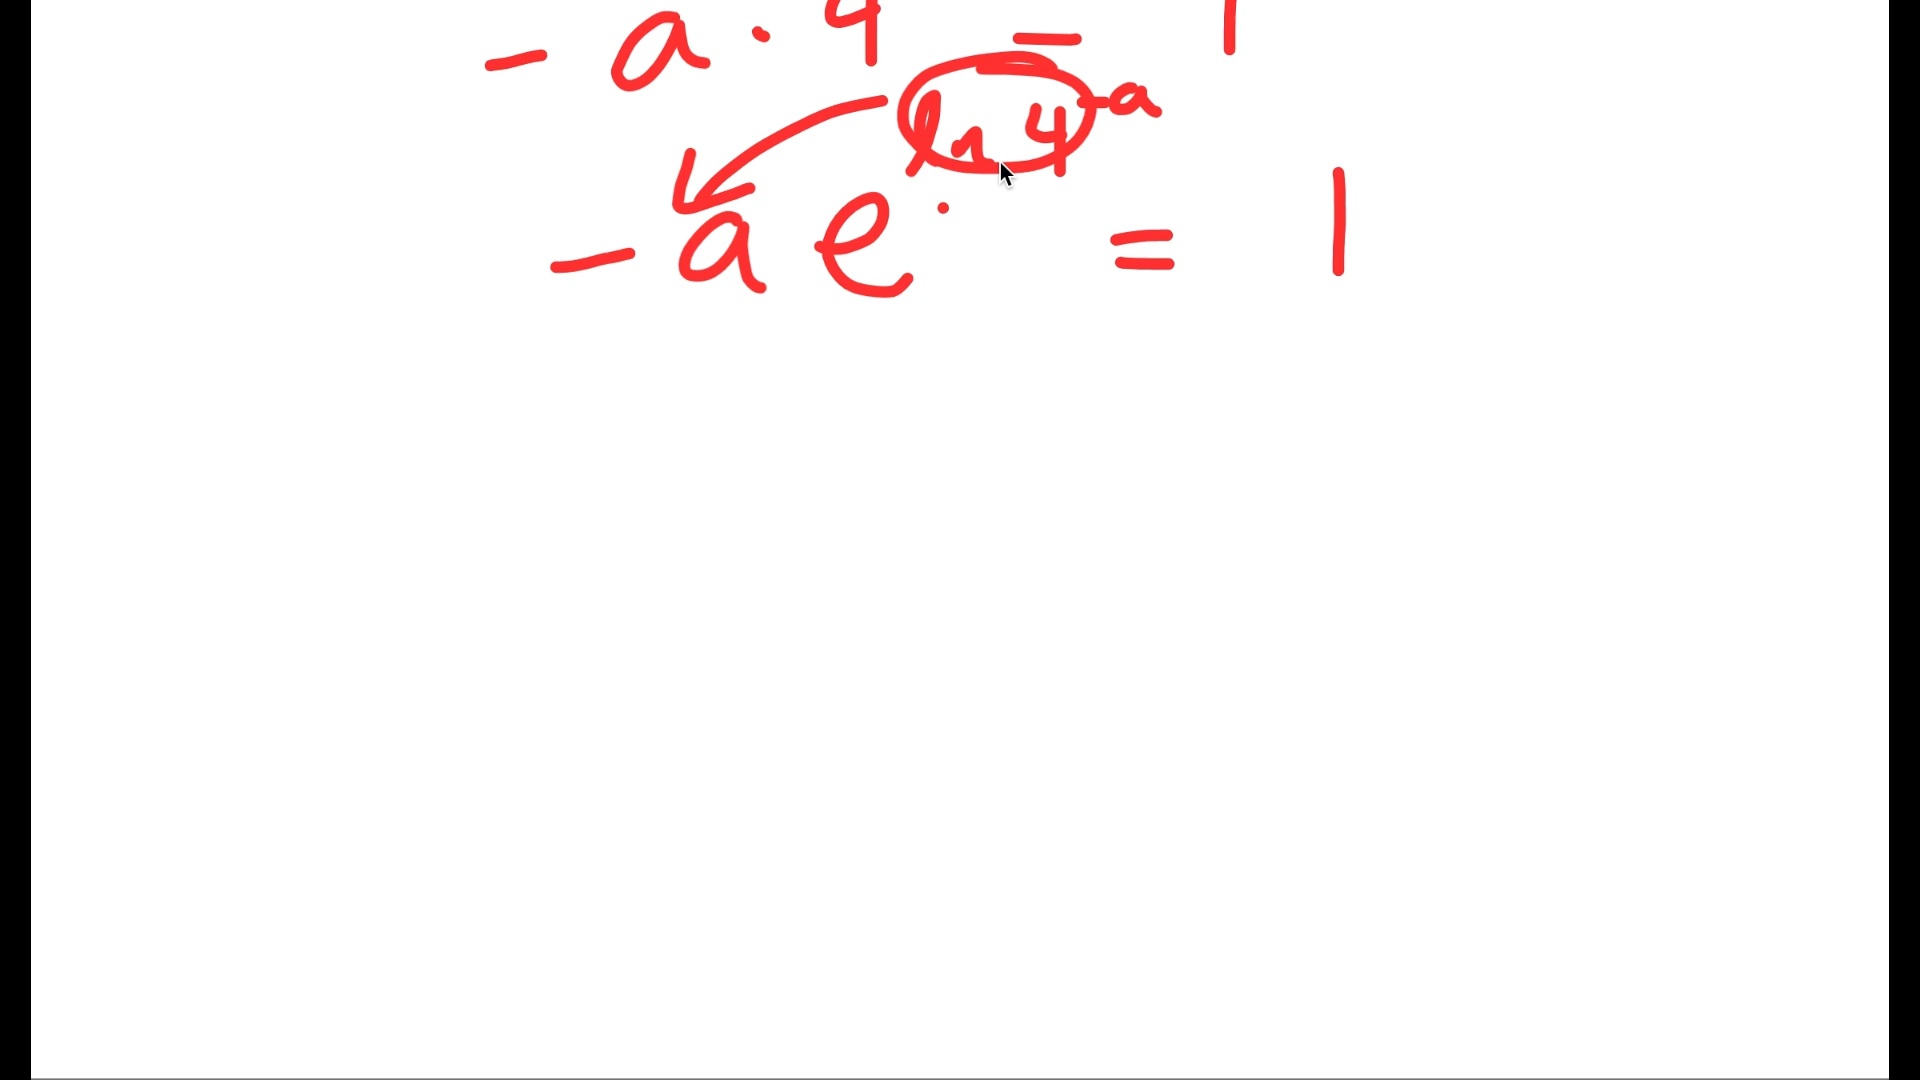 - a · 4 = 1
- a e^{ln 4^{-a}} = 1